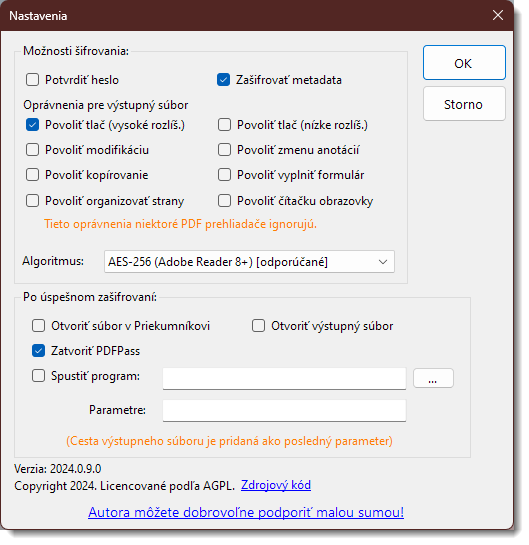 Nastavenia
Možnosti šifrovania:
OK
Potvrdiť heslo
Zašifrovať metadata
Storno
Oprávnenia pre výstupný súbor
Povoliť tlač (vysoké rozlíš.)
Povoliť tlač (nízke rozlíš.)
Povoliť modifikáciu
Povoliť zmenu anotácií
Povoliť kopírovanie
Povoliť vyplniť formulár
Povoliť organizovať strany
Povoliť čítačku obrazovky
Tieto oprávnenia niektoré PDF prehliadače ignorujú.
Algoritmus:
AES-256 (Adobe Reader 8+) [odporúčané]
Po úspešnom zašifrovaní:
Otvoriť súbor v Priekumníkovi
Otvoriť výstupný súbor
Zatvoriť PDFPass
Spustiť program:
...
Parametre:
(Cesta výstupneho súboru je pridaná ako posledný parameter)
Verzia: 2024.0.9.0
Copyright 2024. Licencované podľa AGPL. Zdrojový kód
Autora môžete dobrovoľne podporiť malou sumou!